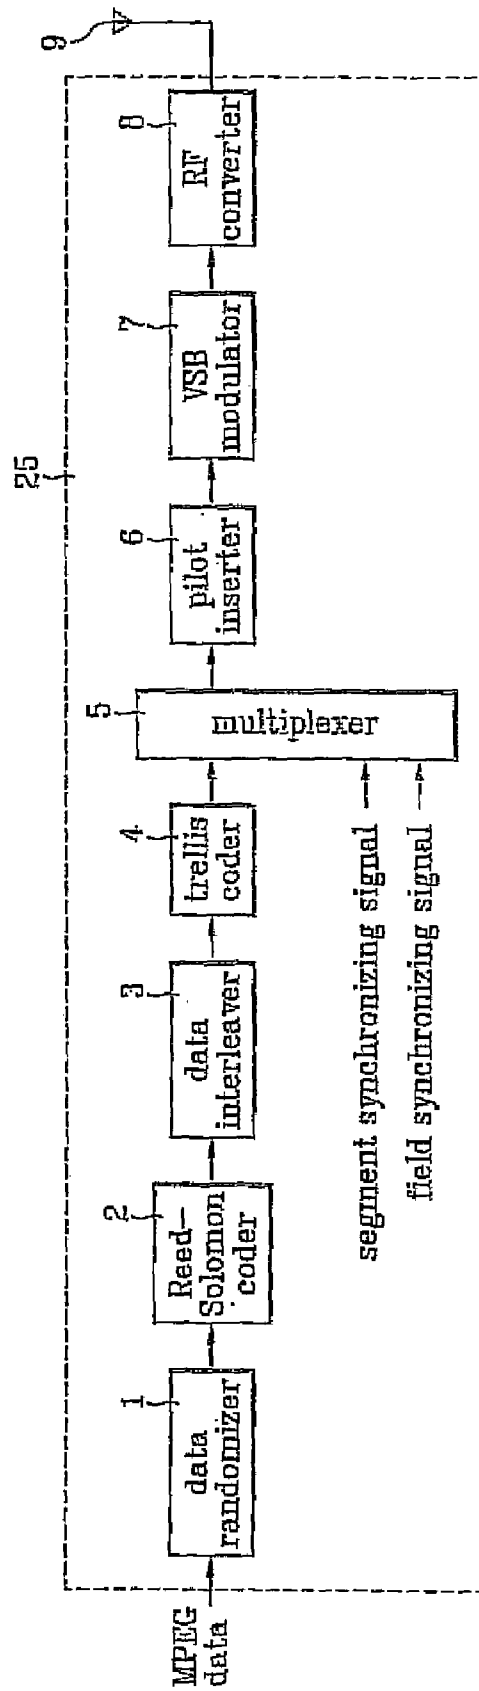 25
9
MPEG
data
1
data
randomizer
2
Reed—
Solomon
coder
3
data
interleaver
4
trellis
coder
5
multiplexer
6
pilot
inserter
7
VSB
modulator
8
RF
converter
segment synchronizing signal
field synchronizing signal